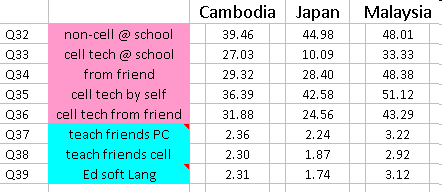 Cambodia Japan Malaysia
Q32 non-cell @ school 39.46 44.98 48.01
Q33 cell tech @ school 27.03 10.09 33.33
Q34 from friend 29.32 28.40 48.38
Q35 cell tech by self 36.39 42.58 51.12
Q36 cell tech from friend 31.88 24.56 43.29
Q37 teach friends PC 2.36 2.24 3.22
Q38 teach friends cell 2.30 1.87 2.92
Q39 Ed soft Lang 2.31 1.74 3.12